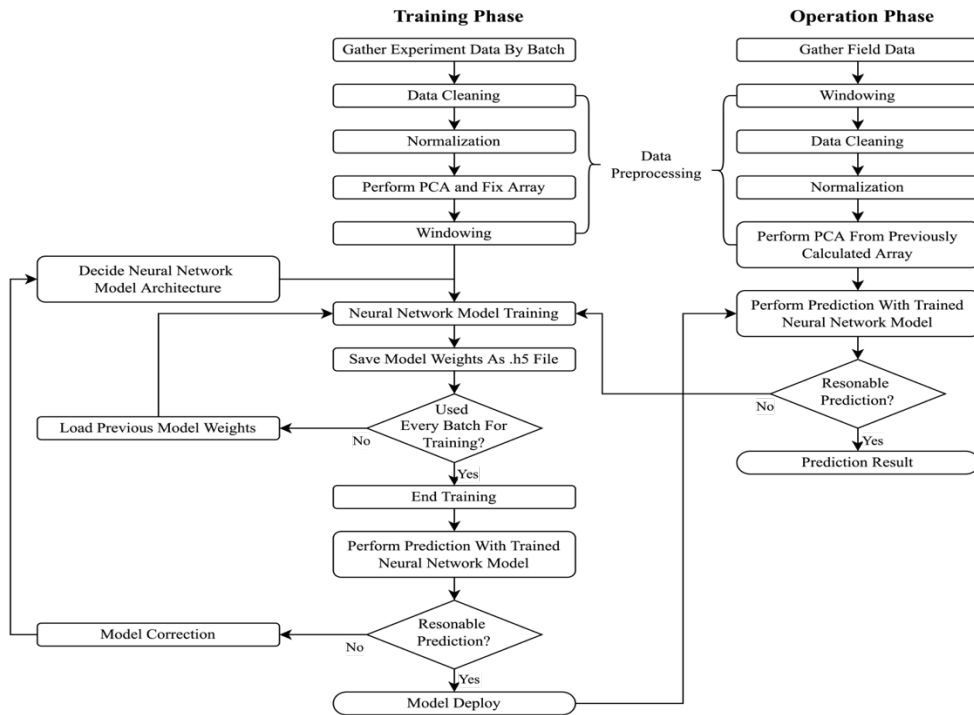 Training Phase
Gather Experiment Data By Batch
Data Cleaning
Normalization
Perform PCA and Fix Array
Windowing
Data
Preprocessing
Operation Phase
Gather Field Data
Windowing
Data Cleaning
Normalization
Perform PCA From Previously
Calculated Array
Perform Prediction With Trained
Neural Network Model
Resonable
Prediction?
No
Yes
Prediction Result
Decide Neural Network
Model Architecture
Neural Network Model Training
Save Model Weights As .h5 File
Used
Every Batch For
Training?
No
Load Previous Model Weights
Yes
End Training
Perform Prediction With Trained
Neural Network Model
Resonable
Prediction?
No
Model Correction
Yes
Model Deploy